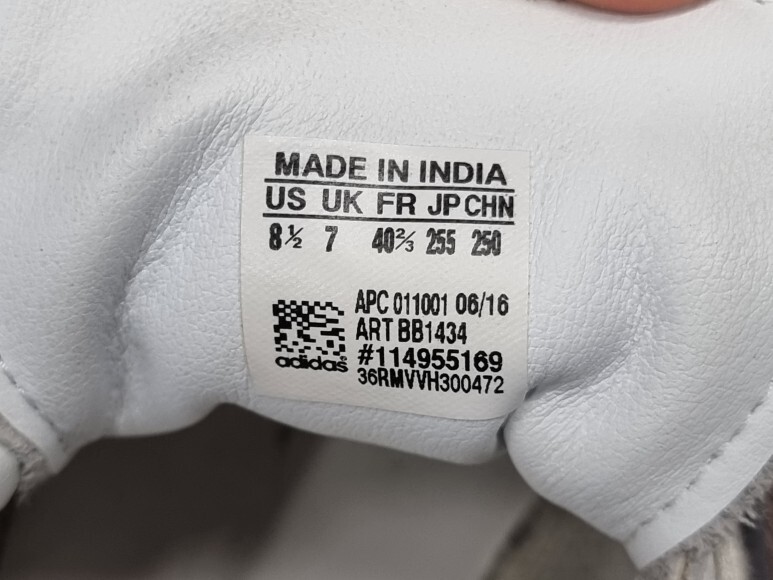 MADE IN INDIA
US UK FR JP CHN
8½ 7 40⅔ 255 250
APC 011001 06/16
ART BB1434
#114955169
adidas
36RMVVH300472